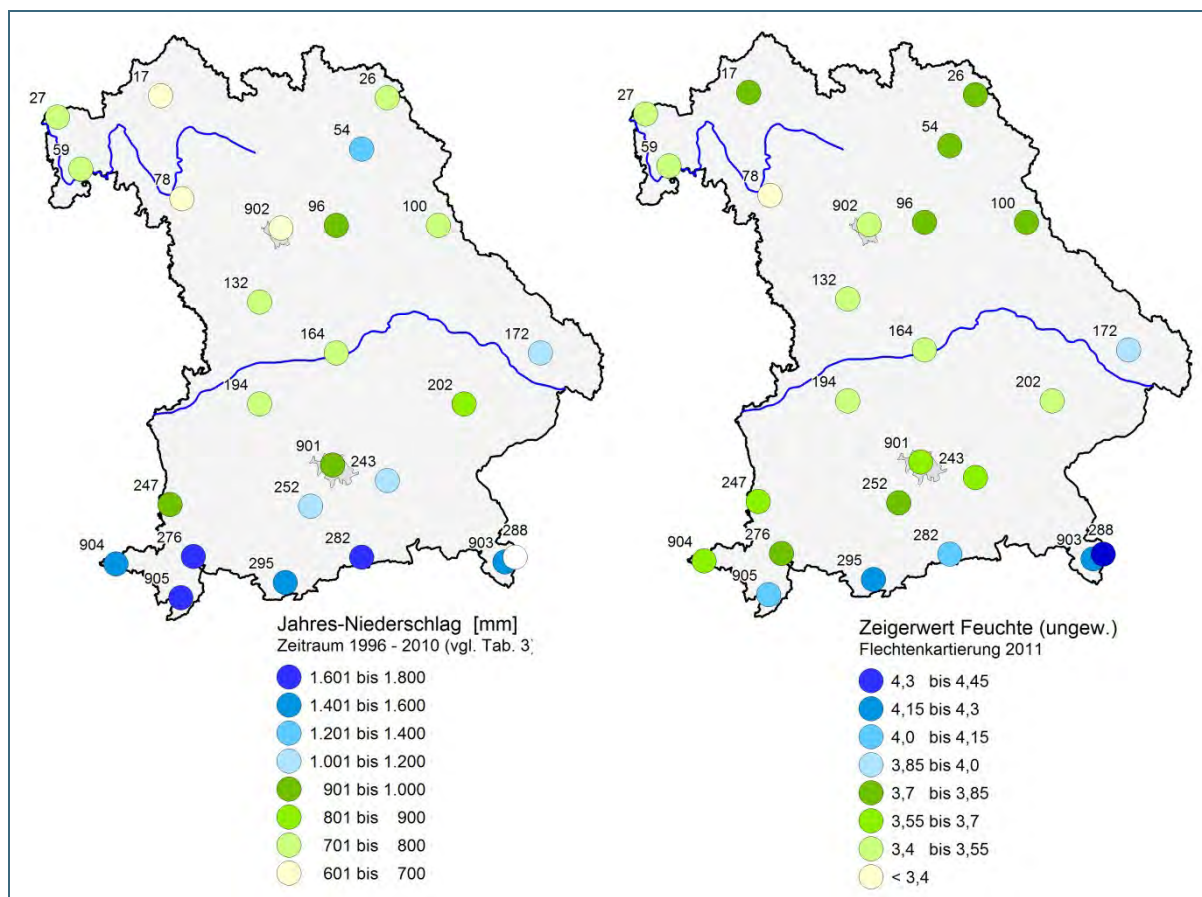 17
26
27
54
59
78
902
96
100
132
164
172
194
202
901
243
247
252
904
276
905
295
282
903
288
Jahres-Niederschlag [mm]
Zeitraum 1996 - 2010 (vgl. Tab. 3)
1.601 bis 1.800
1.401 bis 1.600
1.201 bis 1.400
1.001 bis 1.200
901 bis 1.000
801 bis 900
701 bis 800
601 bis 700
17
26
27
54
59
78
902
96
100
132
164
172
194
202
901
243
247
252
904
276
905
295
282
903
288
Zeigerwert Feuchte (ungew.)
Flechtenkartierung 2011
4,3 bis 4,45
4,15 bis 4,3
4,0 bis 4,15
3,85 bis 4,0
3,7 bis 3,85
3,55 bis 3,7
3,4 bis 3,55
< 3,4